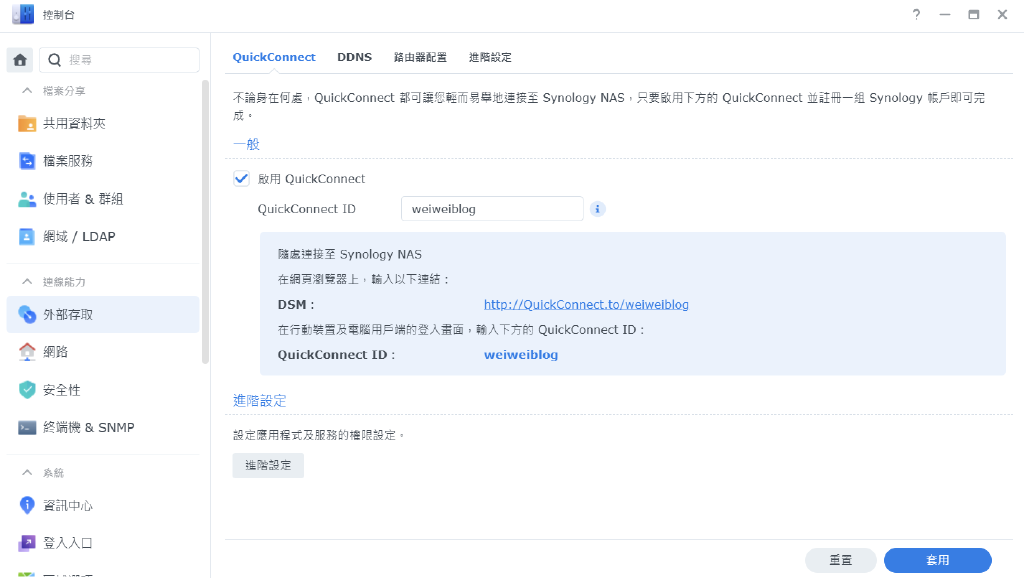 控制台
搜尋
檔案分享
共用資料夾
檔案服務
使用者 & 群組
網域 / LDAP
連線能力
外部存取
網路
安全性
終端機 & SNMP
系統
資訊中心
登入入口
QuickConnect DDNS 路由器配置 進階設定
不論身在何處，QuickConnect 都可讓您輕而易舉地連接至 Synology NAS，只要啟用下方的 QuickConnect 並註冊一組 Synology 帳戶即可完
成。
一般
啟用 QuickConnect
QuickConnect ID weiweiblog
隨處連接至 Synology NAS
在網頁瀏覽器上，輸入以下連結：
DSM： http://QuickConnect.to/weiweiblog
在行動裝置及電腦用戶端的登入畫面，輸入下方的 QuickConnect ID：
QuickConnect ID： weiweiblog
進階設定
設定應用程式及服務的權限設定。
進階設定
重置 套用